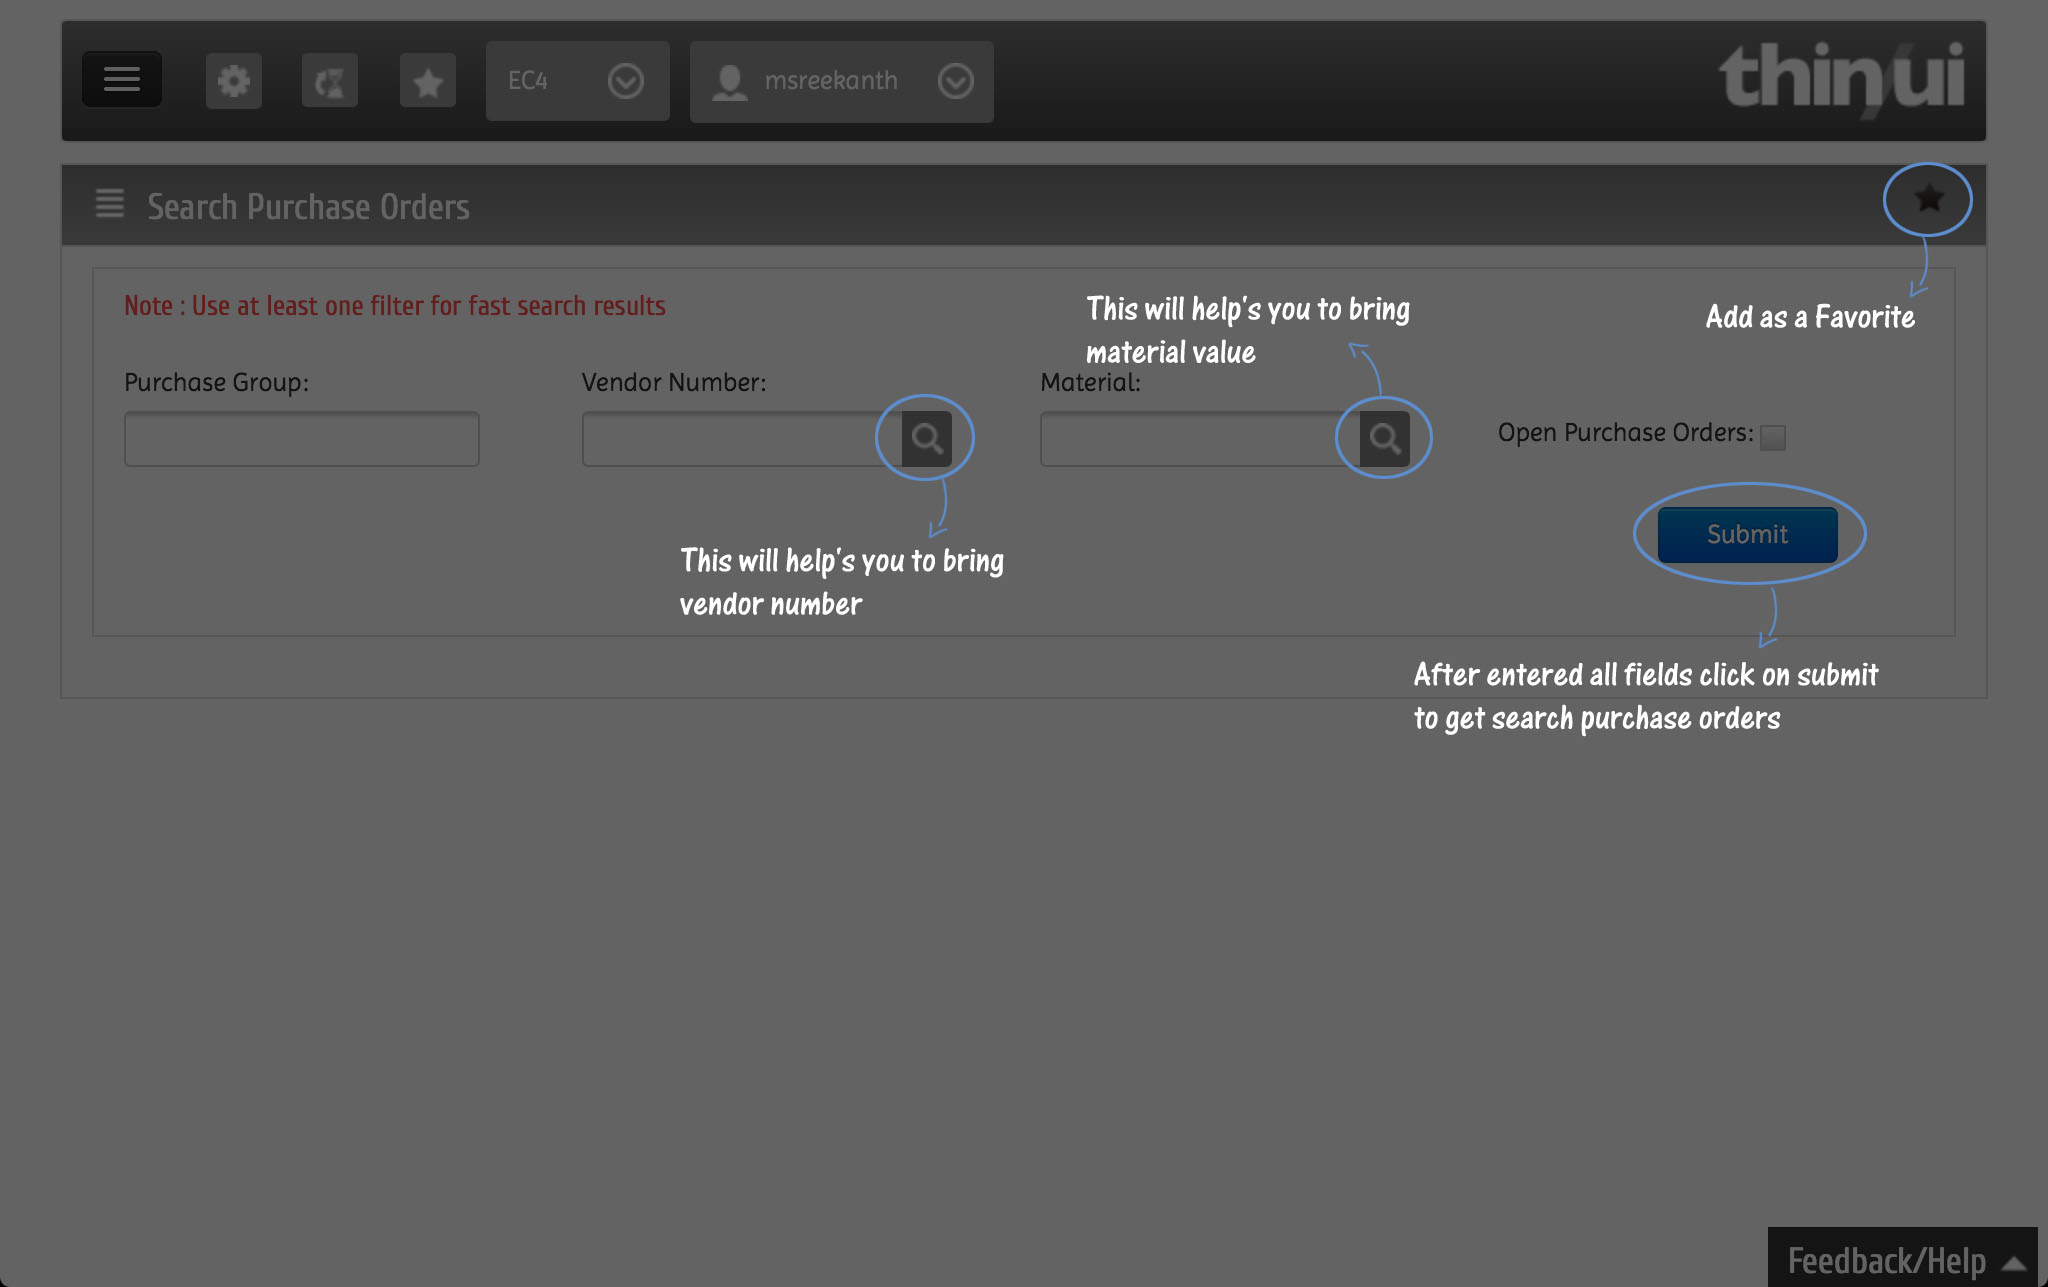 EC4
msreekanth
thin/ui
Search Purchase Orders
Note : Use at least one filter for fast search results
This will help's you to bring
material value
Add as a Favorite
Purchase Group:
Vendor Number:
Material:
Open Purchase Orders:
Submit
This will help's you to bring
vendor number
After entered all fields click on submit
to get search purchase orders
Feedback/Help